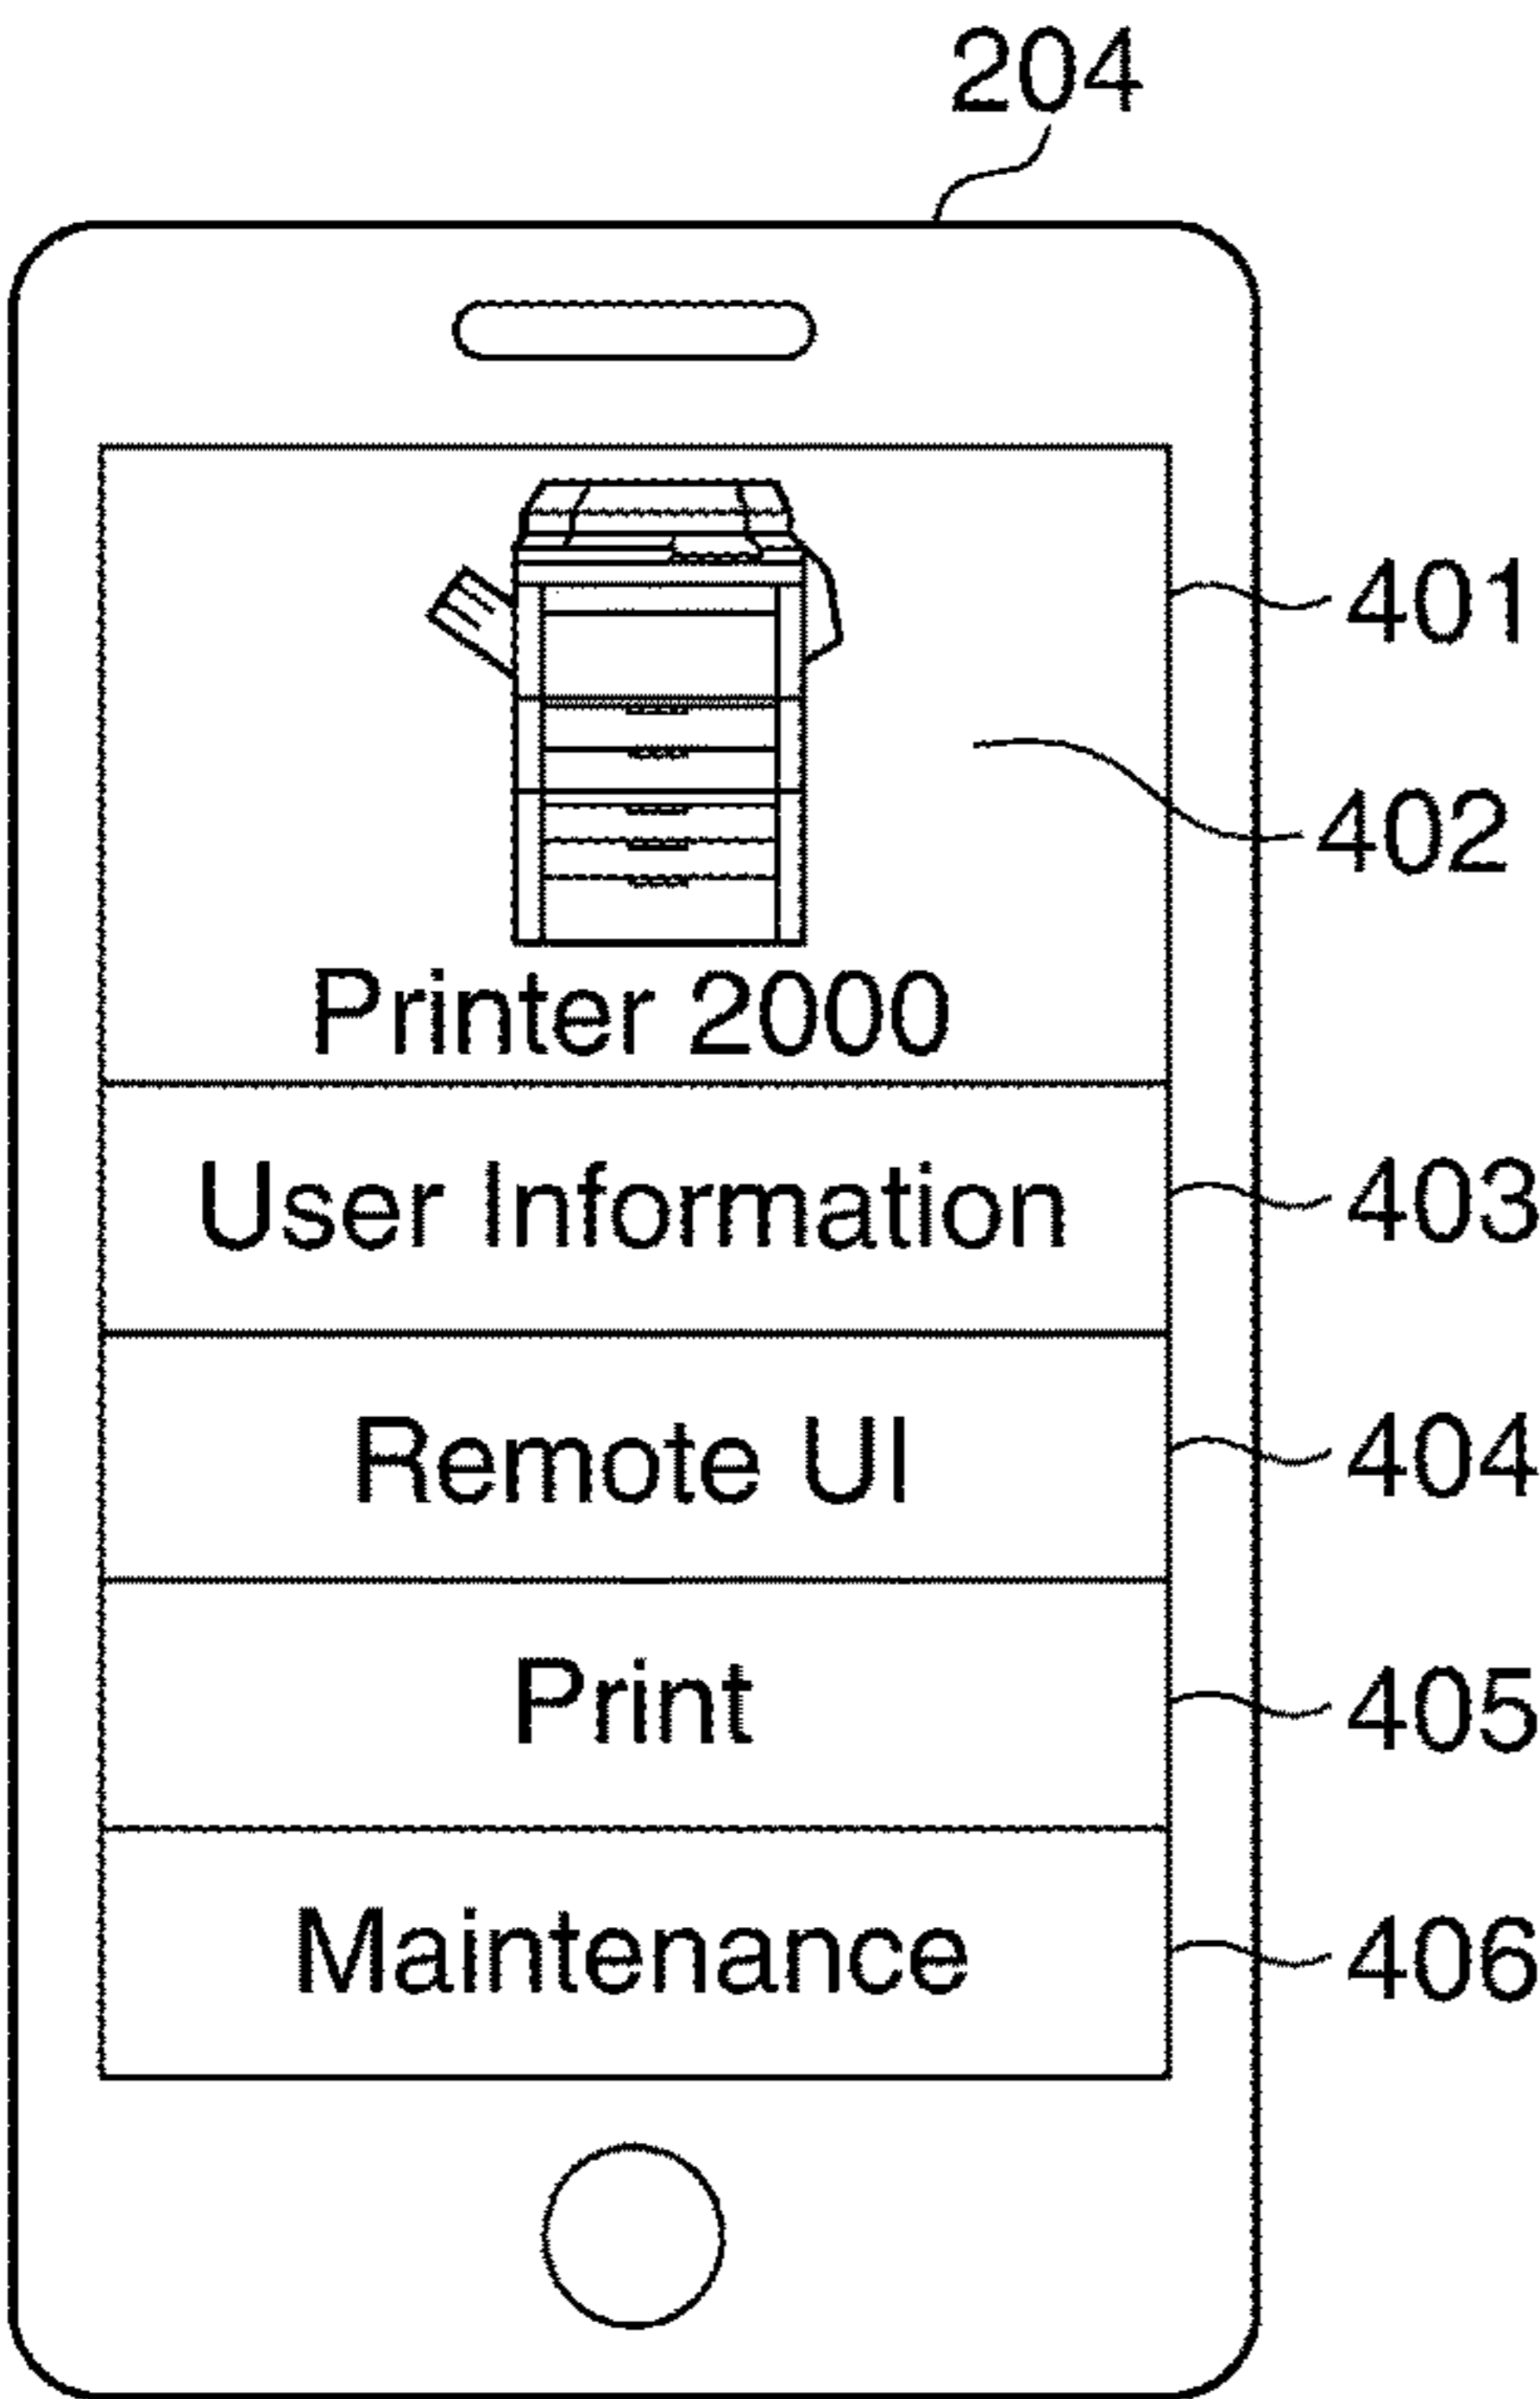 204
401
402
Printer 2000
User Information
403
Remote UI
404
Print
405
Maintenance
406